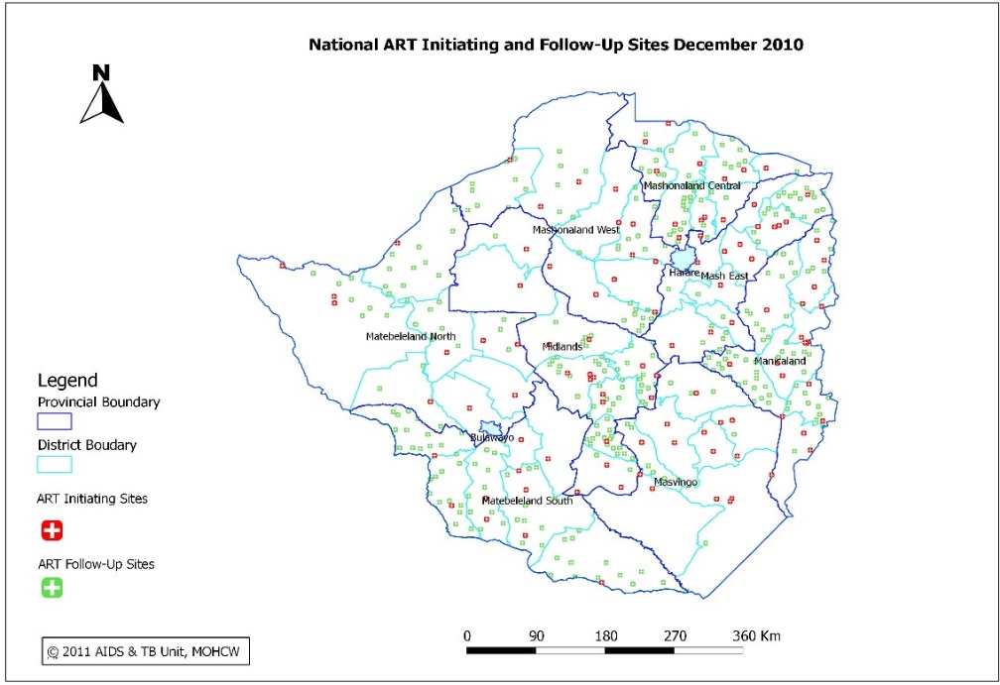 National ART Initiating and Follow-Up Sites December 2010
N
Mashonaland Central
Mashonaland West
Harare
Mash East
Matebeleland North
Midlands
Manicaland
Bulawayo
Masvingo
Matebeleland South
Legend
Provincial Boundary
District Boudary
ART Initiating Sites
ART Follow-Up Sites
© 2011 AIDS & TB Unit, MOHCW
0 90 180 270 360 Km